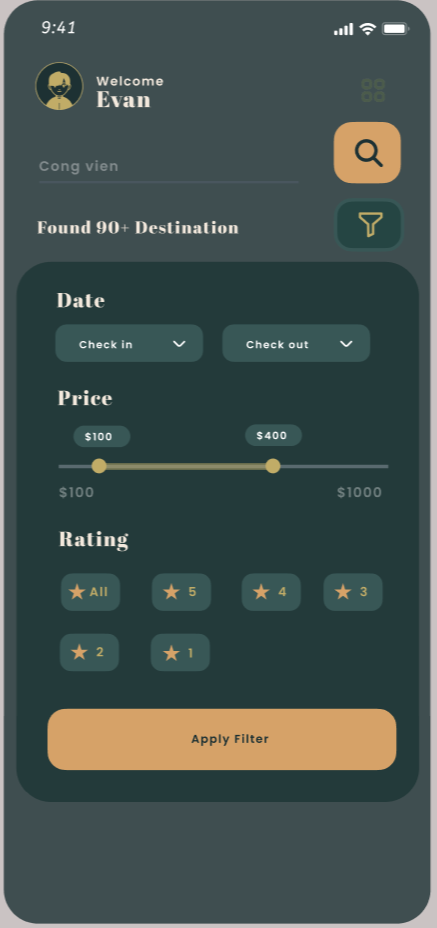 9:41
Welcome
Evan
Cong vien
Found 90+ Destination
Date
Check in
Check out
Price
$100
$400
$100
$1000
Rating
All
5
4
3
2
1
Apply Filter